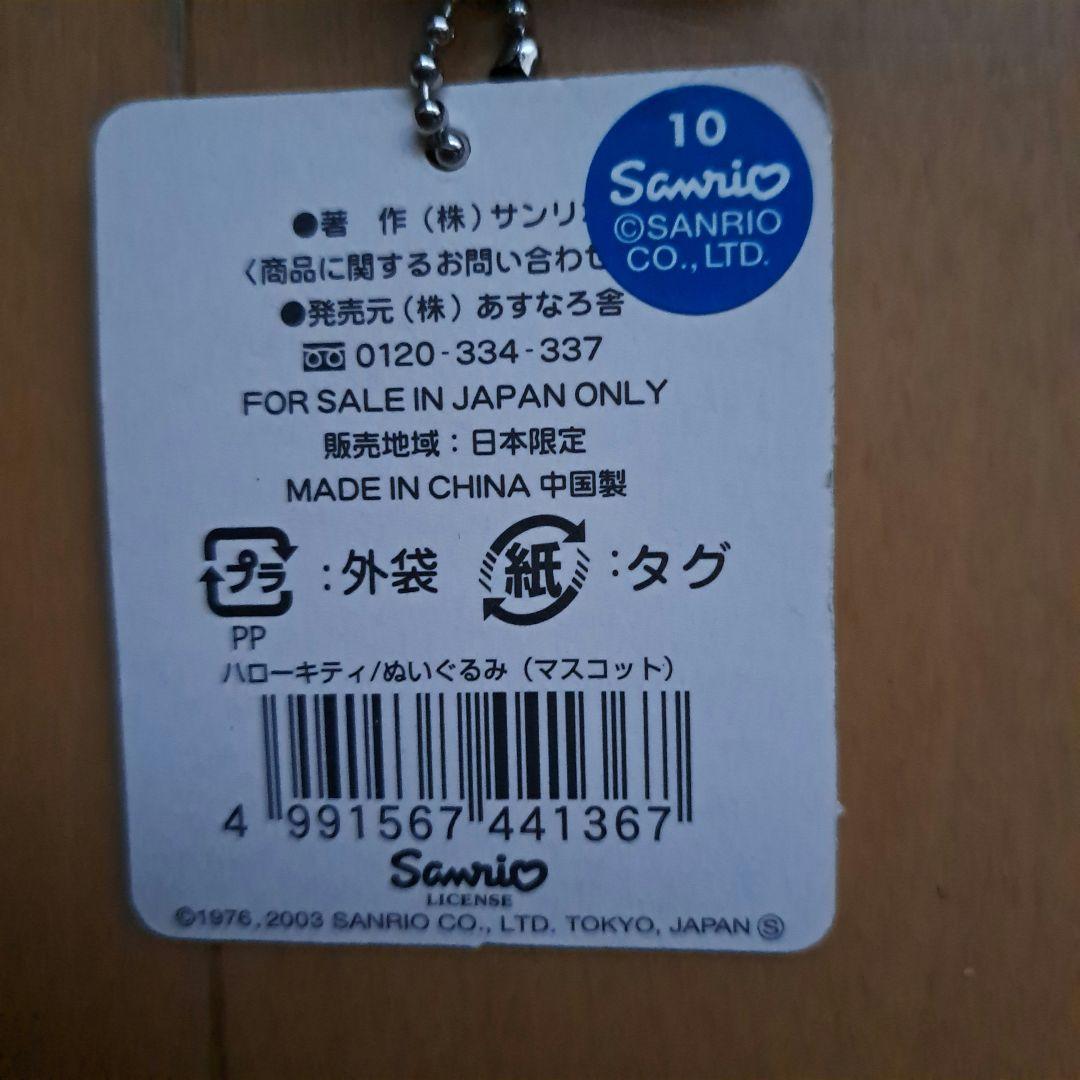 10
Sanrio
©SANRIO
CO., LTD.
●著 作（株）サンリ
〈商品に関するお問い合わせ
●発売元（株）あすなろ舎
0120-334-337
FOR SALE IN JAPAN ONLY
販売地域：日本限定
MADE IN CHINA 中国製
プラ：外袋 紙：タグ
PP
ハローキティ/ぬいぐるみ（マスコット）
4 991567 441367
Sanrio
LICENSE
©1976, 2003 SANRIO CO., LTD. TOKYO, JAPAN Ⓢ